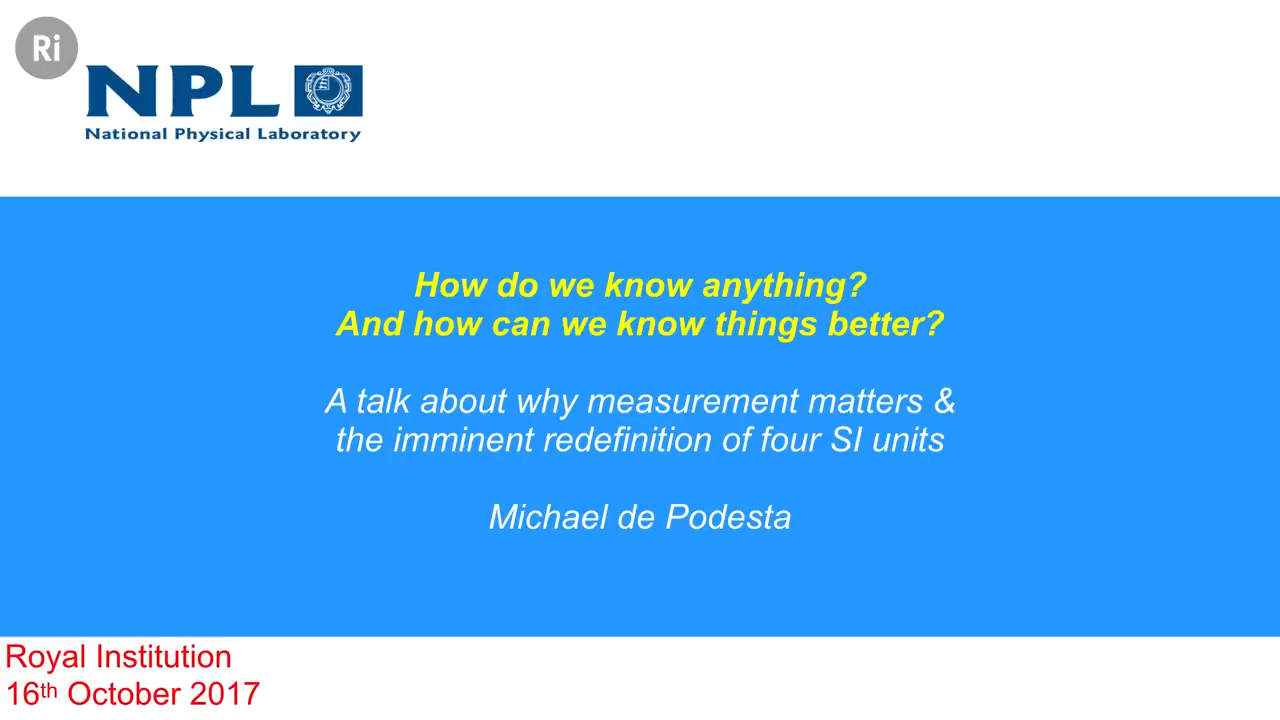 Ri
NPL
National Physical Laboratory
How do we know anything?
And how can we know things better?
A talk about why measurement matters &
the imminent redefinition of four SI units
Michael de Podesta
Royal Institution
16th October 2017